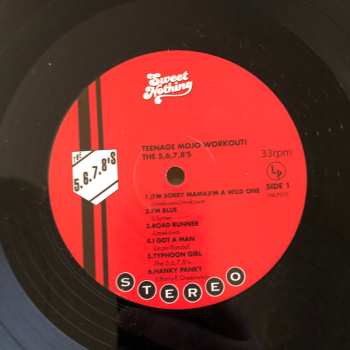 Sweet
Nothing
THE
5.6.7.8'S
TEENAGE MOJO WORKOUT!
THE 5,6,7,8'S
33rpm
LP
SIDE 1
1.I'M SORRY MAMA/I'M A WILD ONE
2.I'M BLUE
3.ROAD RUNNER
4.I GOT A MAN
5.TYPHOON GIRL
The 5,6,7,8's
6.HANKY PANKY
STEREO